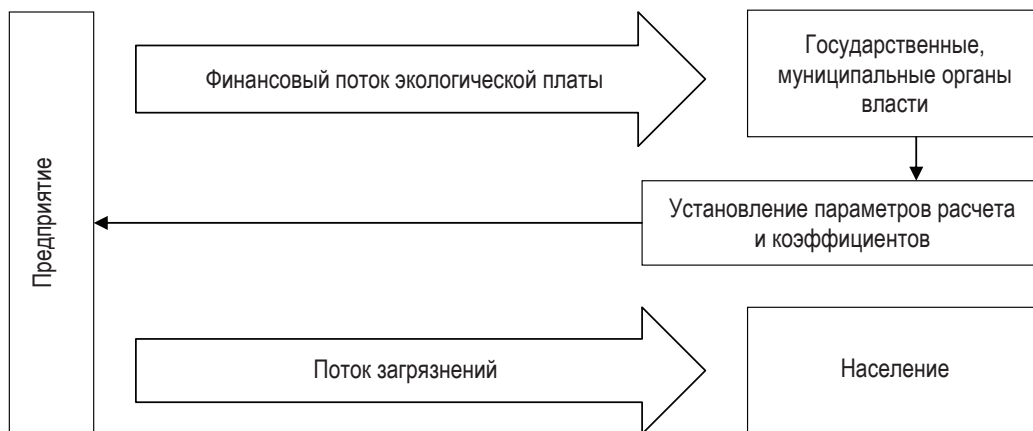 Предприятие
Финансовый поток экологической платы
Государственные,
муниципальные органы
власти
Установление параметров расчета
и коэффициентов
Поток загрязнений
Население